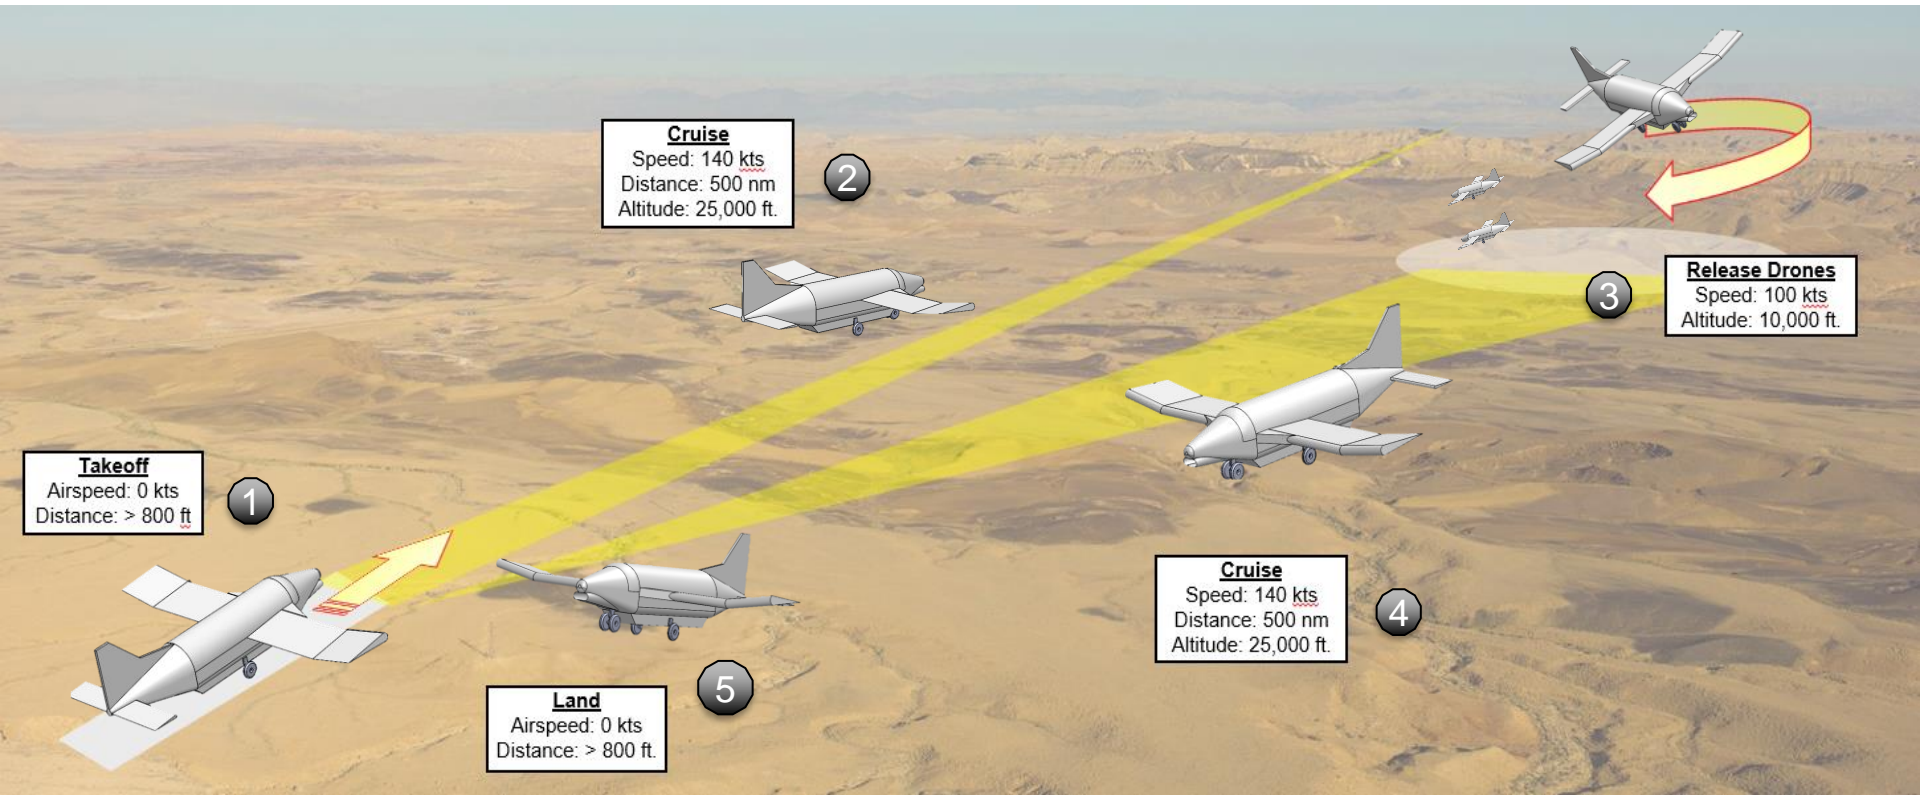 Takeoff
Airspeed: 0 kts
Distance: > 800 ft
1
Cruise
Speed: 140 kts
Distance: 500 nm
Altitude: 25,000 ft.
2
Release Drones
Speed: 100 kts
Altitude: 10,000 ft.
3
Cruise
Speed: 140 kts
Distance: 500 nm
Altitude: 25,000 ft.
4
Land
Airspeed: 0 kts
Distance: > 800 ft.
5